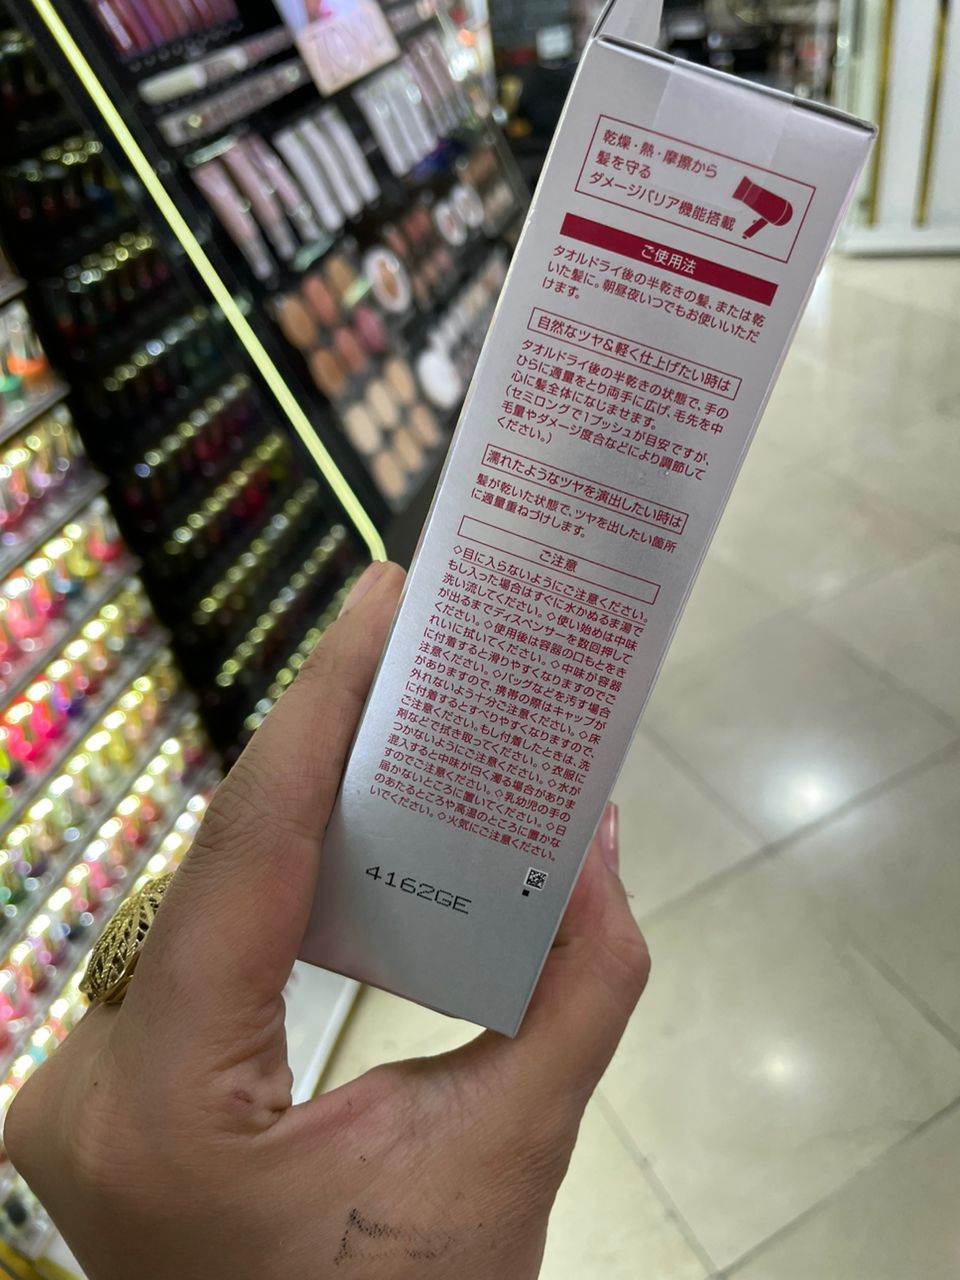 乾燥・熱・摩擦から
髪を守る
ダメージバリア機能搭載
ご使用法
タオルドライ後の半乾きの髪、または乾
いた髪に。朝昼夜いつでもお使いいただ
けます。
自然なツヤ&軽く仕上げたい時は
タオルドライ後の半乾きの状態で、手の
ひらに適量をとり両手に広げ、毛先を中
心に髪全体になじませます。
(セミロングで1プッシュが目安ですが、
毛量やダメージ度合などにより調節して
ください。)
濡れたようなツヤを演出したい時は
髪が乾いた状態で、ツヤを出したい箇所
に適量重ねづけします。
ご注意
◇目に入らないようにご注意ください。
もし入った場合はすぐに水かぬるま湯で
洗い流してください。◇使い始めは中味
が出るまでディスペンサーを数回押して
ください。◇使用後は容器の口もとをき
れいに拭いてください。◇中味が容器
に付着すると滑りやすくなりますのでご
注意ください。◇バッグなどを汚す場合
がありますので、携帯の際はキャップが
外れないよう十分ご注意ください。◇床
に付着するとすべりやすくなりますので、
ご注意ください。もし付着したときは、洗
剤などで拭き取ってください。◇衣服に
つかないようにご注意ください。◇水が
混入すると中味が白く濁る場合がありま
すのでご注意ください。◇乳幼児の手の
届かないところに置いてください。◇日
のあたるところや高温のところに置かな
いでください。◇火気にご注意ください。
4162GE